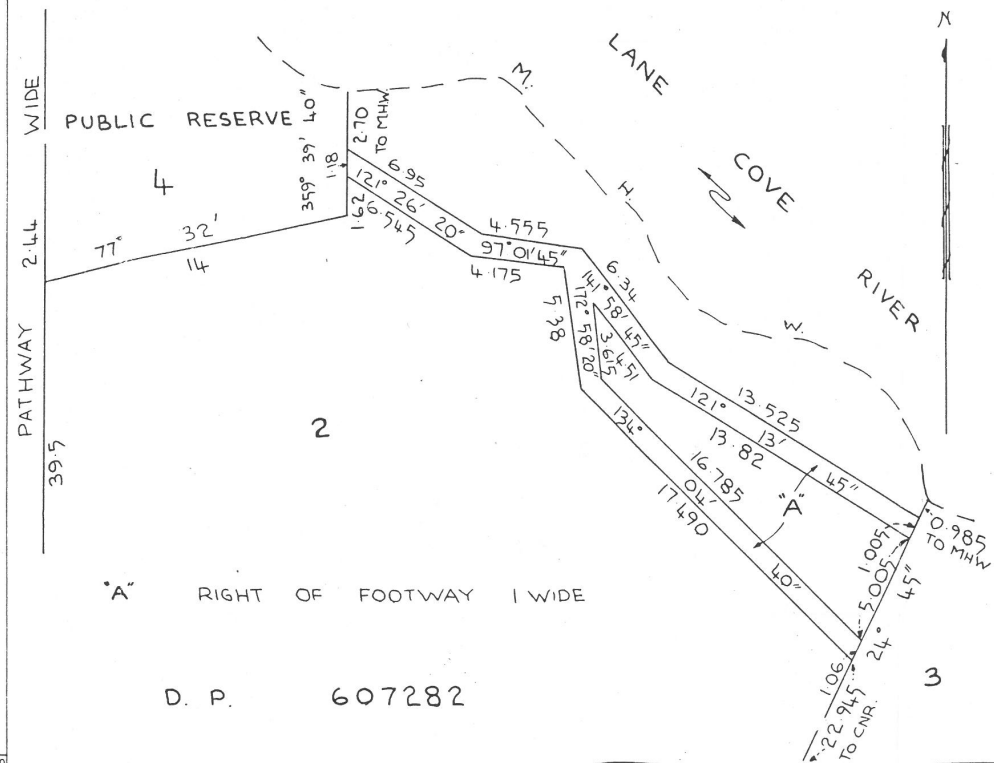 LANE
COVE
RIVER
N
M.
H.
W.
PATHWAY 2.44 WIDE
39.5
PUBLIC RESERVE
4
77° 32'
14
359° 39' 40"
1.18
1.62
2.70
TO MHW
6.95
121° 26' 20"
6.545
4.555
97° 01' 45"
4.175
6.34
141° 58' 45"
4.51
172° 58' 20"
3.615
5.38
13.525
121° 13' 45"
13.82
134° 04' 40"
16.785
17.490
"A"
0.985
TO MHW
1.005
5.005
24° 45"
1.06
22.945
TO CNR.
2
3
"A" RIGHT OF FOOTWAY 1 WIDE
D. P. 607282